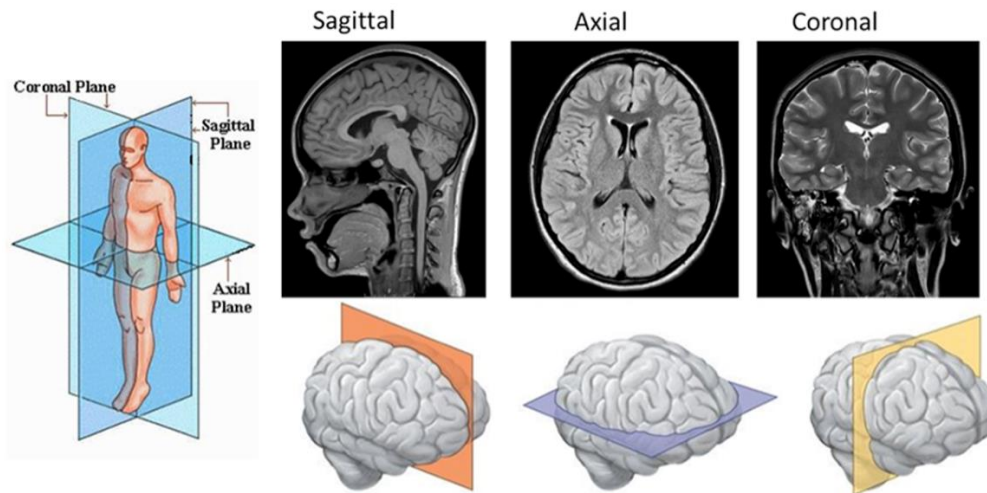 Sagittal
Axial
Coronal
Coronal Plane
Sagittal
Plane
Axial
Plane